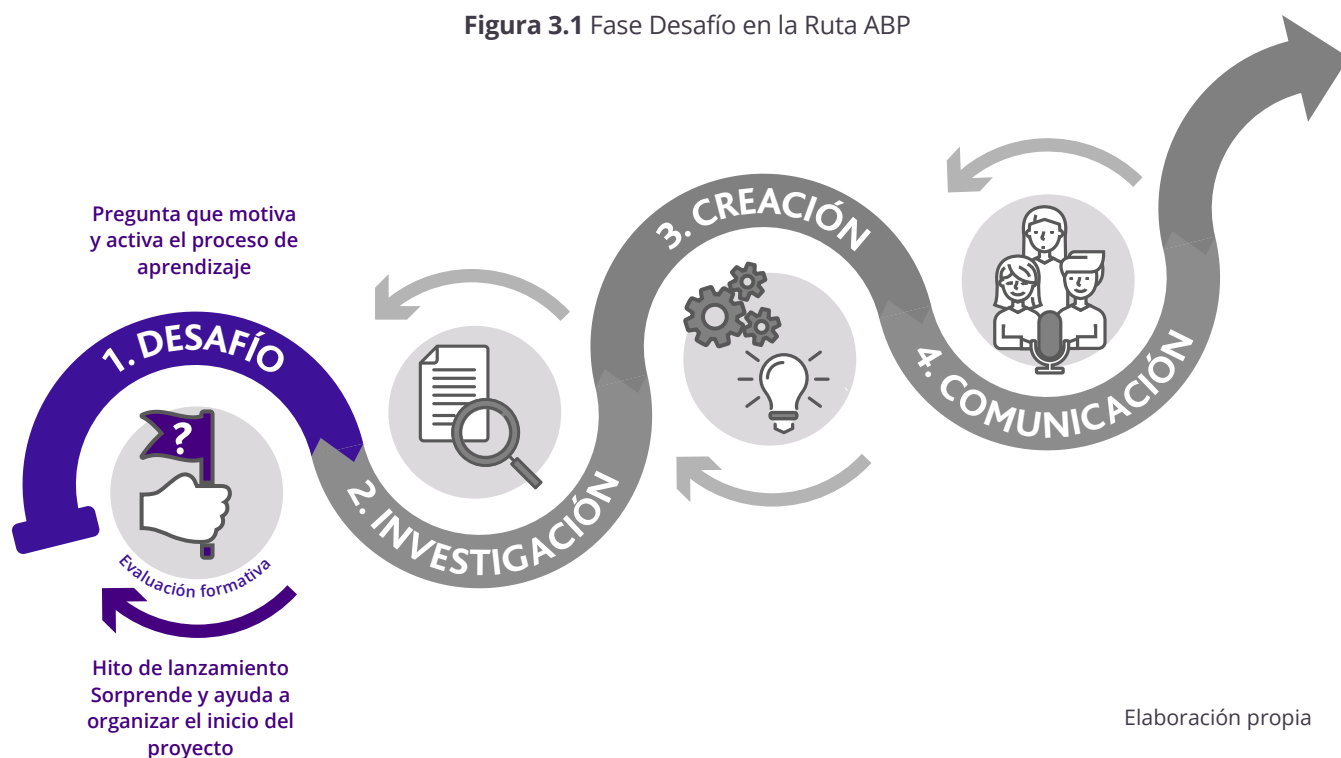 Figura 3.1 Fase Desafío en la Ruta ABP
Pregunta que motiva
y activa el proceso de
aprendizaje
1. DESAFÍO
?
Evaluación formativa
Hito de lanzamiento
Sorprende y ayuda a
organizar el inicio del
proyecto
2. INVESTIGACIÓN
3. CREACIÓN
4. COMUNICACIÓN
Elaboración propia